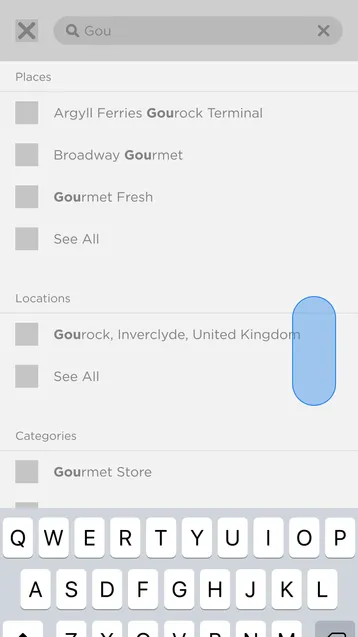 Gou
Places
Argyll Ferries Gourock Terminal
Broadway Gourmet
Gourmet Fresh
See All
Locations
Gourock, Inverclyde, United Kingdom
See All
Categories
Gourmet Store
Q W E R T Y U I O P
A S D F G H J K L
Z X C V B N M